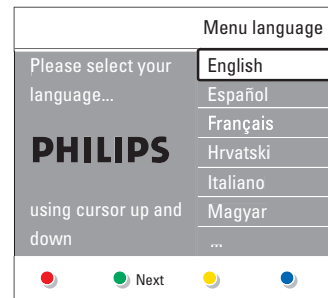 Menu language
Please select your
language...
PHILIPS
using cursor up and
down
English
Español
Français
Hrvatski
Italiano
Magyar
...
Next